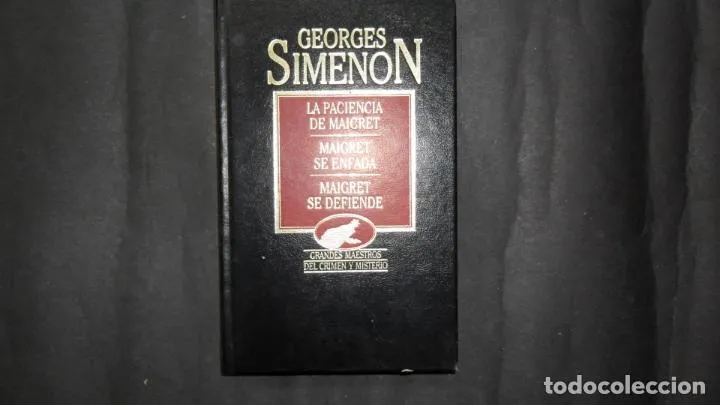 GEORGES
SIMENON
LA PACIENCIA
DE MAIGRET
MAIGRET
SE ENFADA
MAIGRET
SE DEFIENDE
GRANDES MAESTROS
DEL CRIMEN Y MISTERIO
todocoleccion